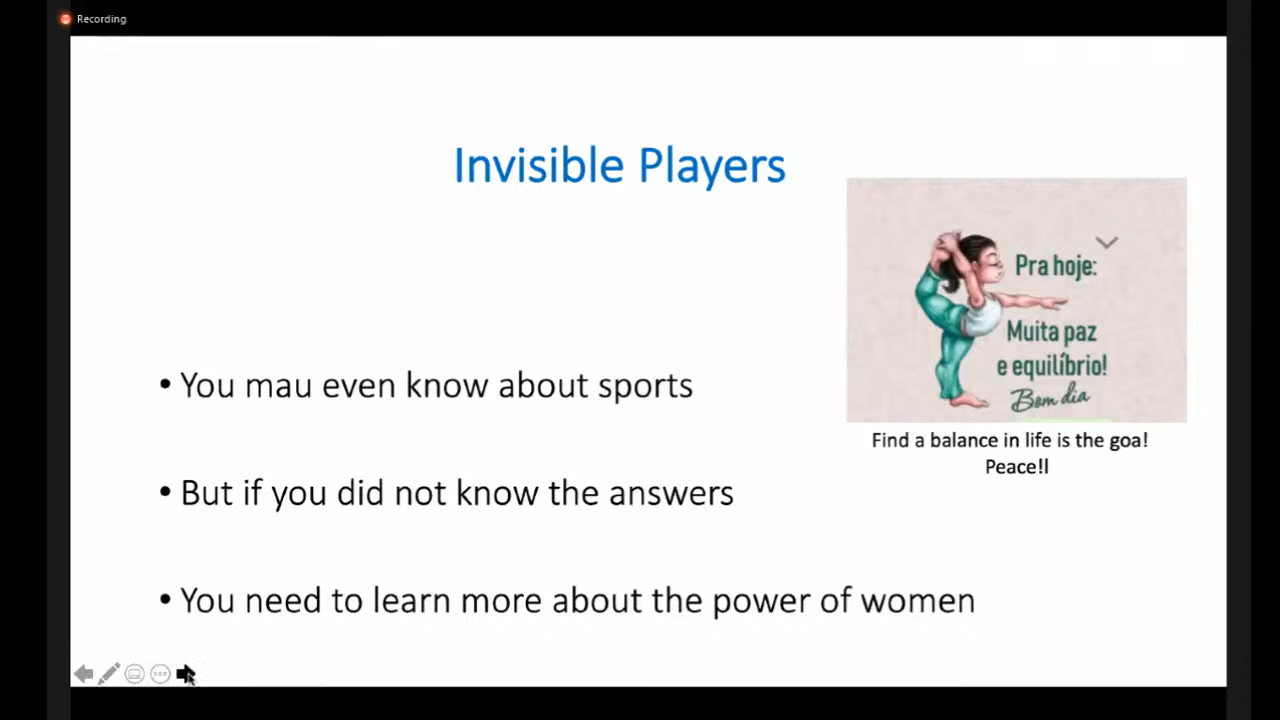 Recording
Invisible Players
Pra hoje:
Muita paz
e equilíbrio!
Bom dia
Find a balance in life is the goa!
Peace!l
• You mau even know about sports
• But if you did not know the answers
• You need to learn more about the power of women